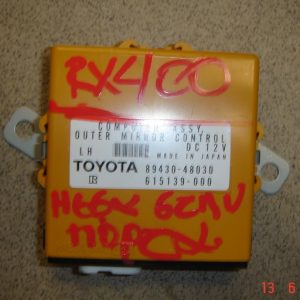 RX400
COMPUTER ASSY,
OUTER MIRROR CONTROL
LH DC12V
MADE IN JAPAN
TOYOTA 89430-48030
R 615139-000
13 6